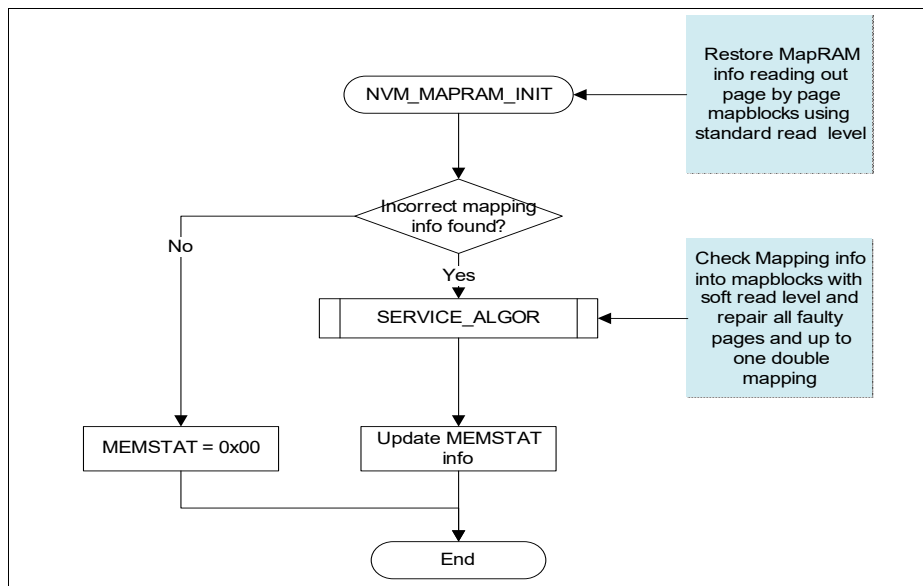 Restore MapRAM
info reading out
page by page
mapblocks using
standard read level
NVM_MAPRAM_INIT
Incorrect mapping
info found?
No
Yes
Check Mapping info
into mapblocks with
soft read level and
repair all faulty
pages and up to
one double
mapping
SERVICE_ALGOR
MEMSTAT = 0x00
Update MEMSTAT
info
End